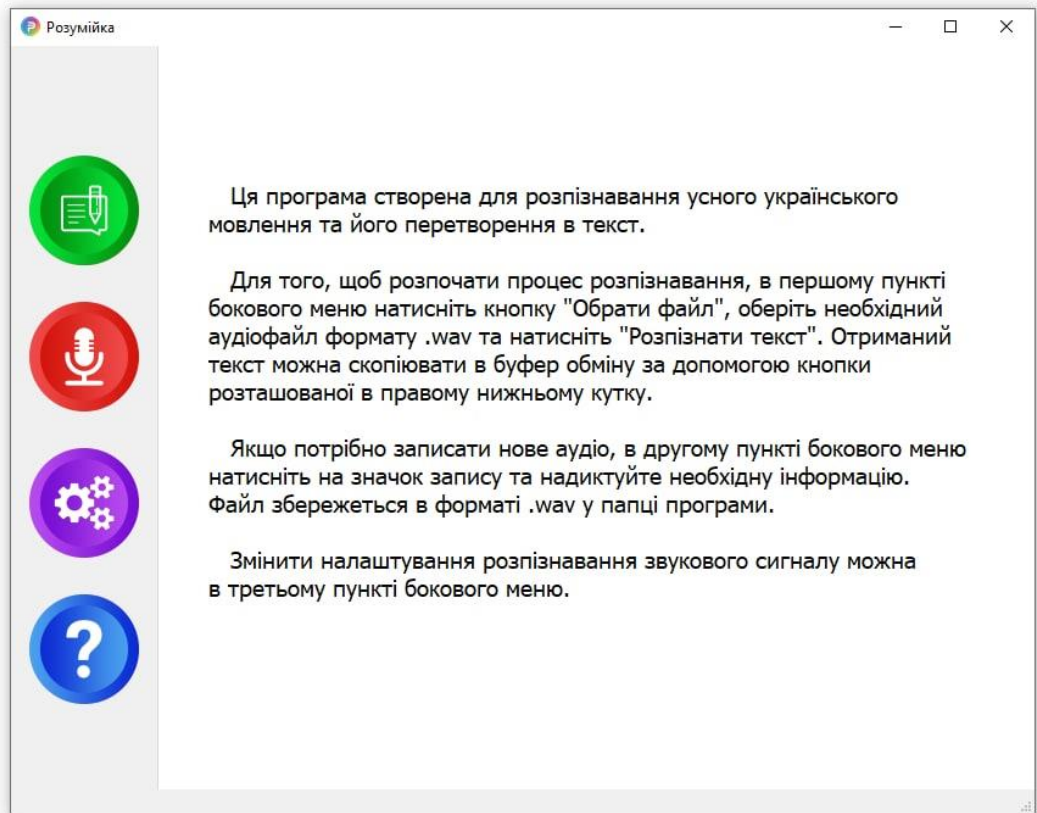 Розумійка
Ця програма створена для розпізнавання усного українського
мовлення та його перетворення в текст.
Для того, щоб розпочати процес розпізнавання, в першому пункті
бокового меню натисніть кнопку "Обрати файл", оберіть необхідний
аудіофайл формату .wav та натисніть "Розпізнати текст". Отриманий
текст можна скопіювати в буфер обміну за допомогою кнопки
розташованої в правому нижньому кутку.
Якщо потрібно записати нове аудіо, в другому пункті бокового меню
натисніть на значок запису та надиктуйте необхідну інформацію.
Файл збережеться в форматі .wav у папці програми.
Змінити налаштування розпізнавання звукового сигналу можна
в третьому пункті бокового меню.